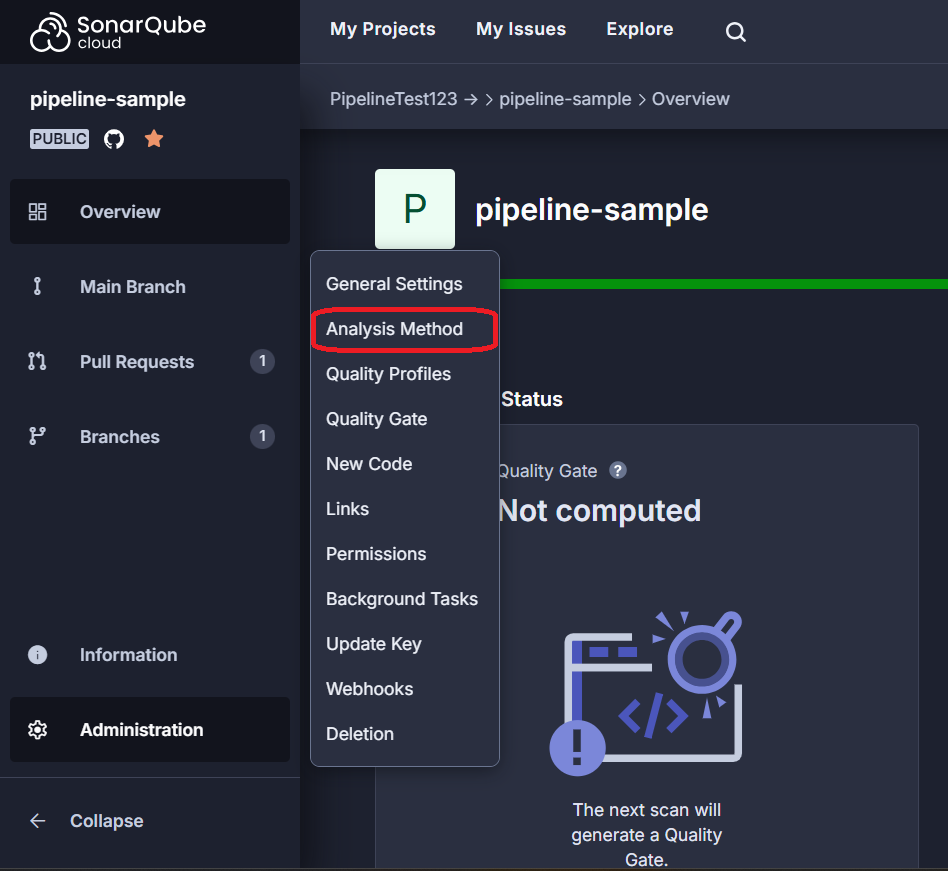 SonarQube
cloud
My Projects My Issues Explore
pipeline-sample
PUBLIC
PipelineTest123 → > pipeline-sample > Overview
Overview
Main Branch
Pull Requests 1
Branches 1
Information
Administration
← Collapse
P
pipeline-sample
General Settings
Analysis Method
Quality Profiles
Quality Gate
New Code
Links
Permissions
Background Tasks
Update Key
Webhooks
Deletion
Status
Quality Gate ?
Not computed
</>
!
The next scan will
generate a Quality
Gate.